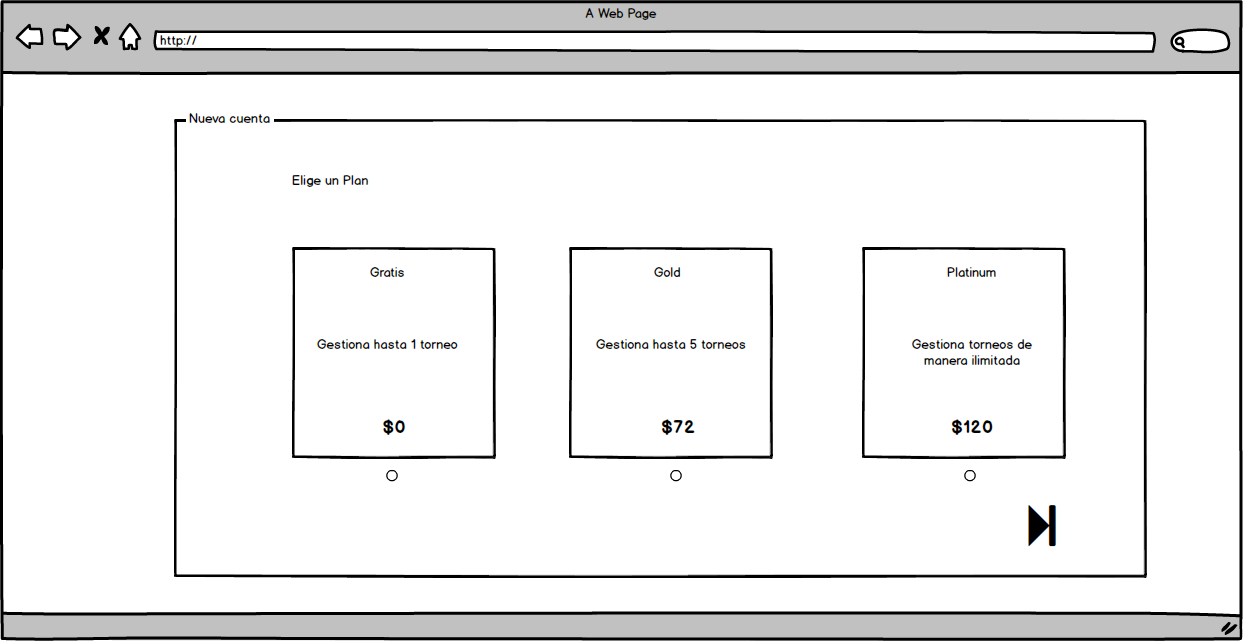 A Web Page
http://
Nueva cuenta
Elige un Plan
Gratis
Gestiona hasta 1 torneo
$0
Gold
Gestiona hasta 5 torneos
$72
Platinum
Gestiona torneos de
manera ilimitada
$120